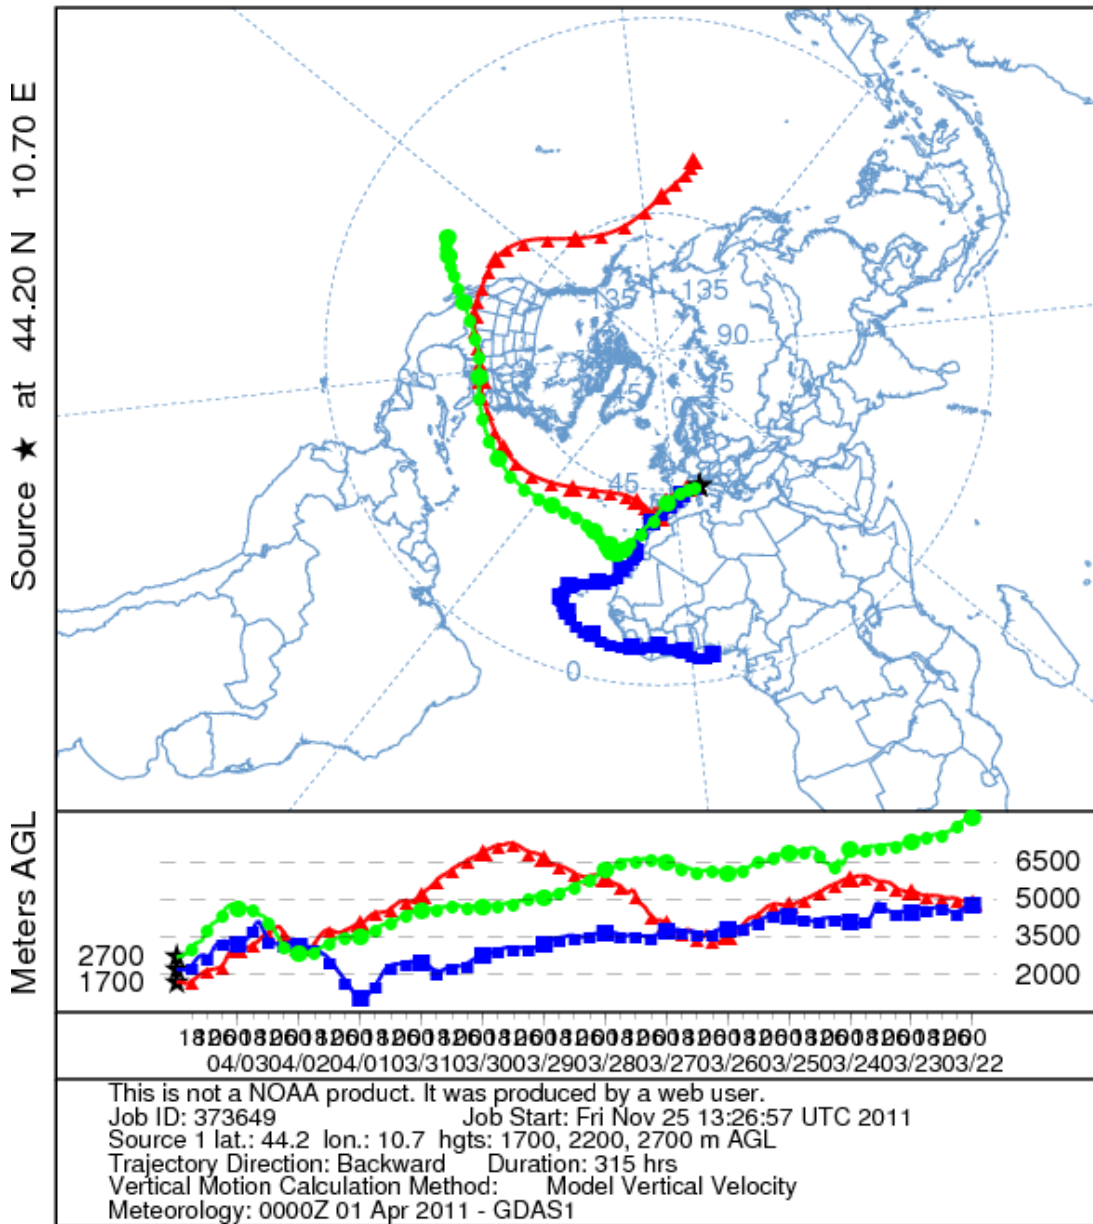 Source ★ at 44.20 N 10.70 E
135
135
90
45
45
0
0
Meters AGL
6500
5000
3500
2000
2700
1700
04/03 04/02 04/01 03/31 03/30 03/29 03/28 03/27 03/26 03/25 03/24 03/23 03/22
This is not a NOAA product. It was produced by a web user.
Job ID: 373649 Job Start: Fri Nov 25 13:26:57 UTC 2011
Source 1 lat.: 44.2 lon.: 10.7 hgts: 1700, 2200, 2700 m AGL
Trajectory Direction: Backward Duration: 315 hrs
Vertical Motion Calculation Method: Model Vertical Velocity
Meteorology: 0000Z 01 Apr 2011 - GDAS1